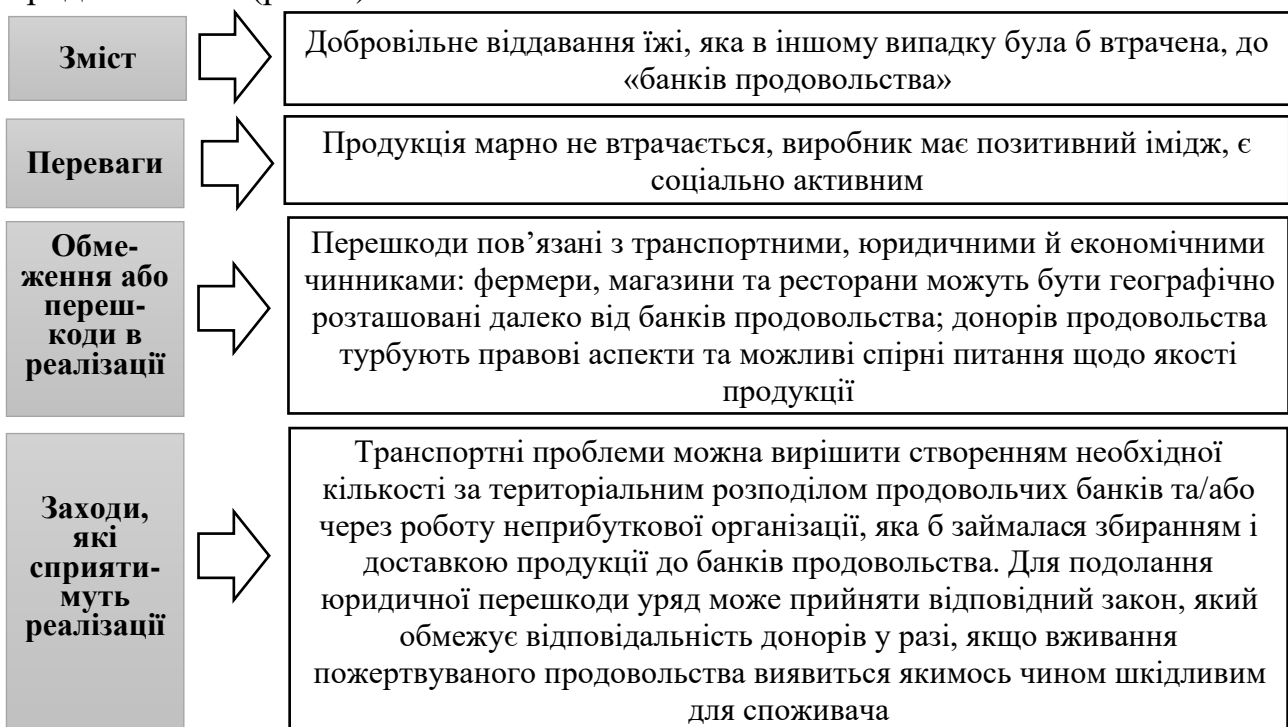 Зміст
Добровільне віддавання їжі, яка в іншому випадку була б втрачена, до
«банків продовольства»
Переваги
Продукція марно не втрачається, виробник має позитивний імідж, є
соціально активним
Обме-
ження або
переш-
коди в
реалізації
Перешкоди пов’язані з транспортними, юридичними й економічними
чинниками: фермери, магазини та ресторани можуть бути географічно
розташовані далеко від банків продовольства; донорів продовольства
турбують правові аспекти та можливі спірні питання щодо якості
продукції
Заходи,
які
сприяти-
муть
реалізації
Транспортні проблеми можна вирішити створенням необхідної
кількості за територіальним розподілом продовольчих банків та/або
через роботу неприбуткової організації, яка б займалася збиранням і
доставкою продукції до банків продовольства. Для подолання
юридичної перешкоди уряд може прийняти відповідний закон, який
обмежує відповідальність донорів у разі, якщо вживання
пожертвуваного продовольства виявиться якимось чином шкідливим
для споживача